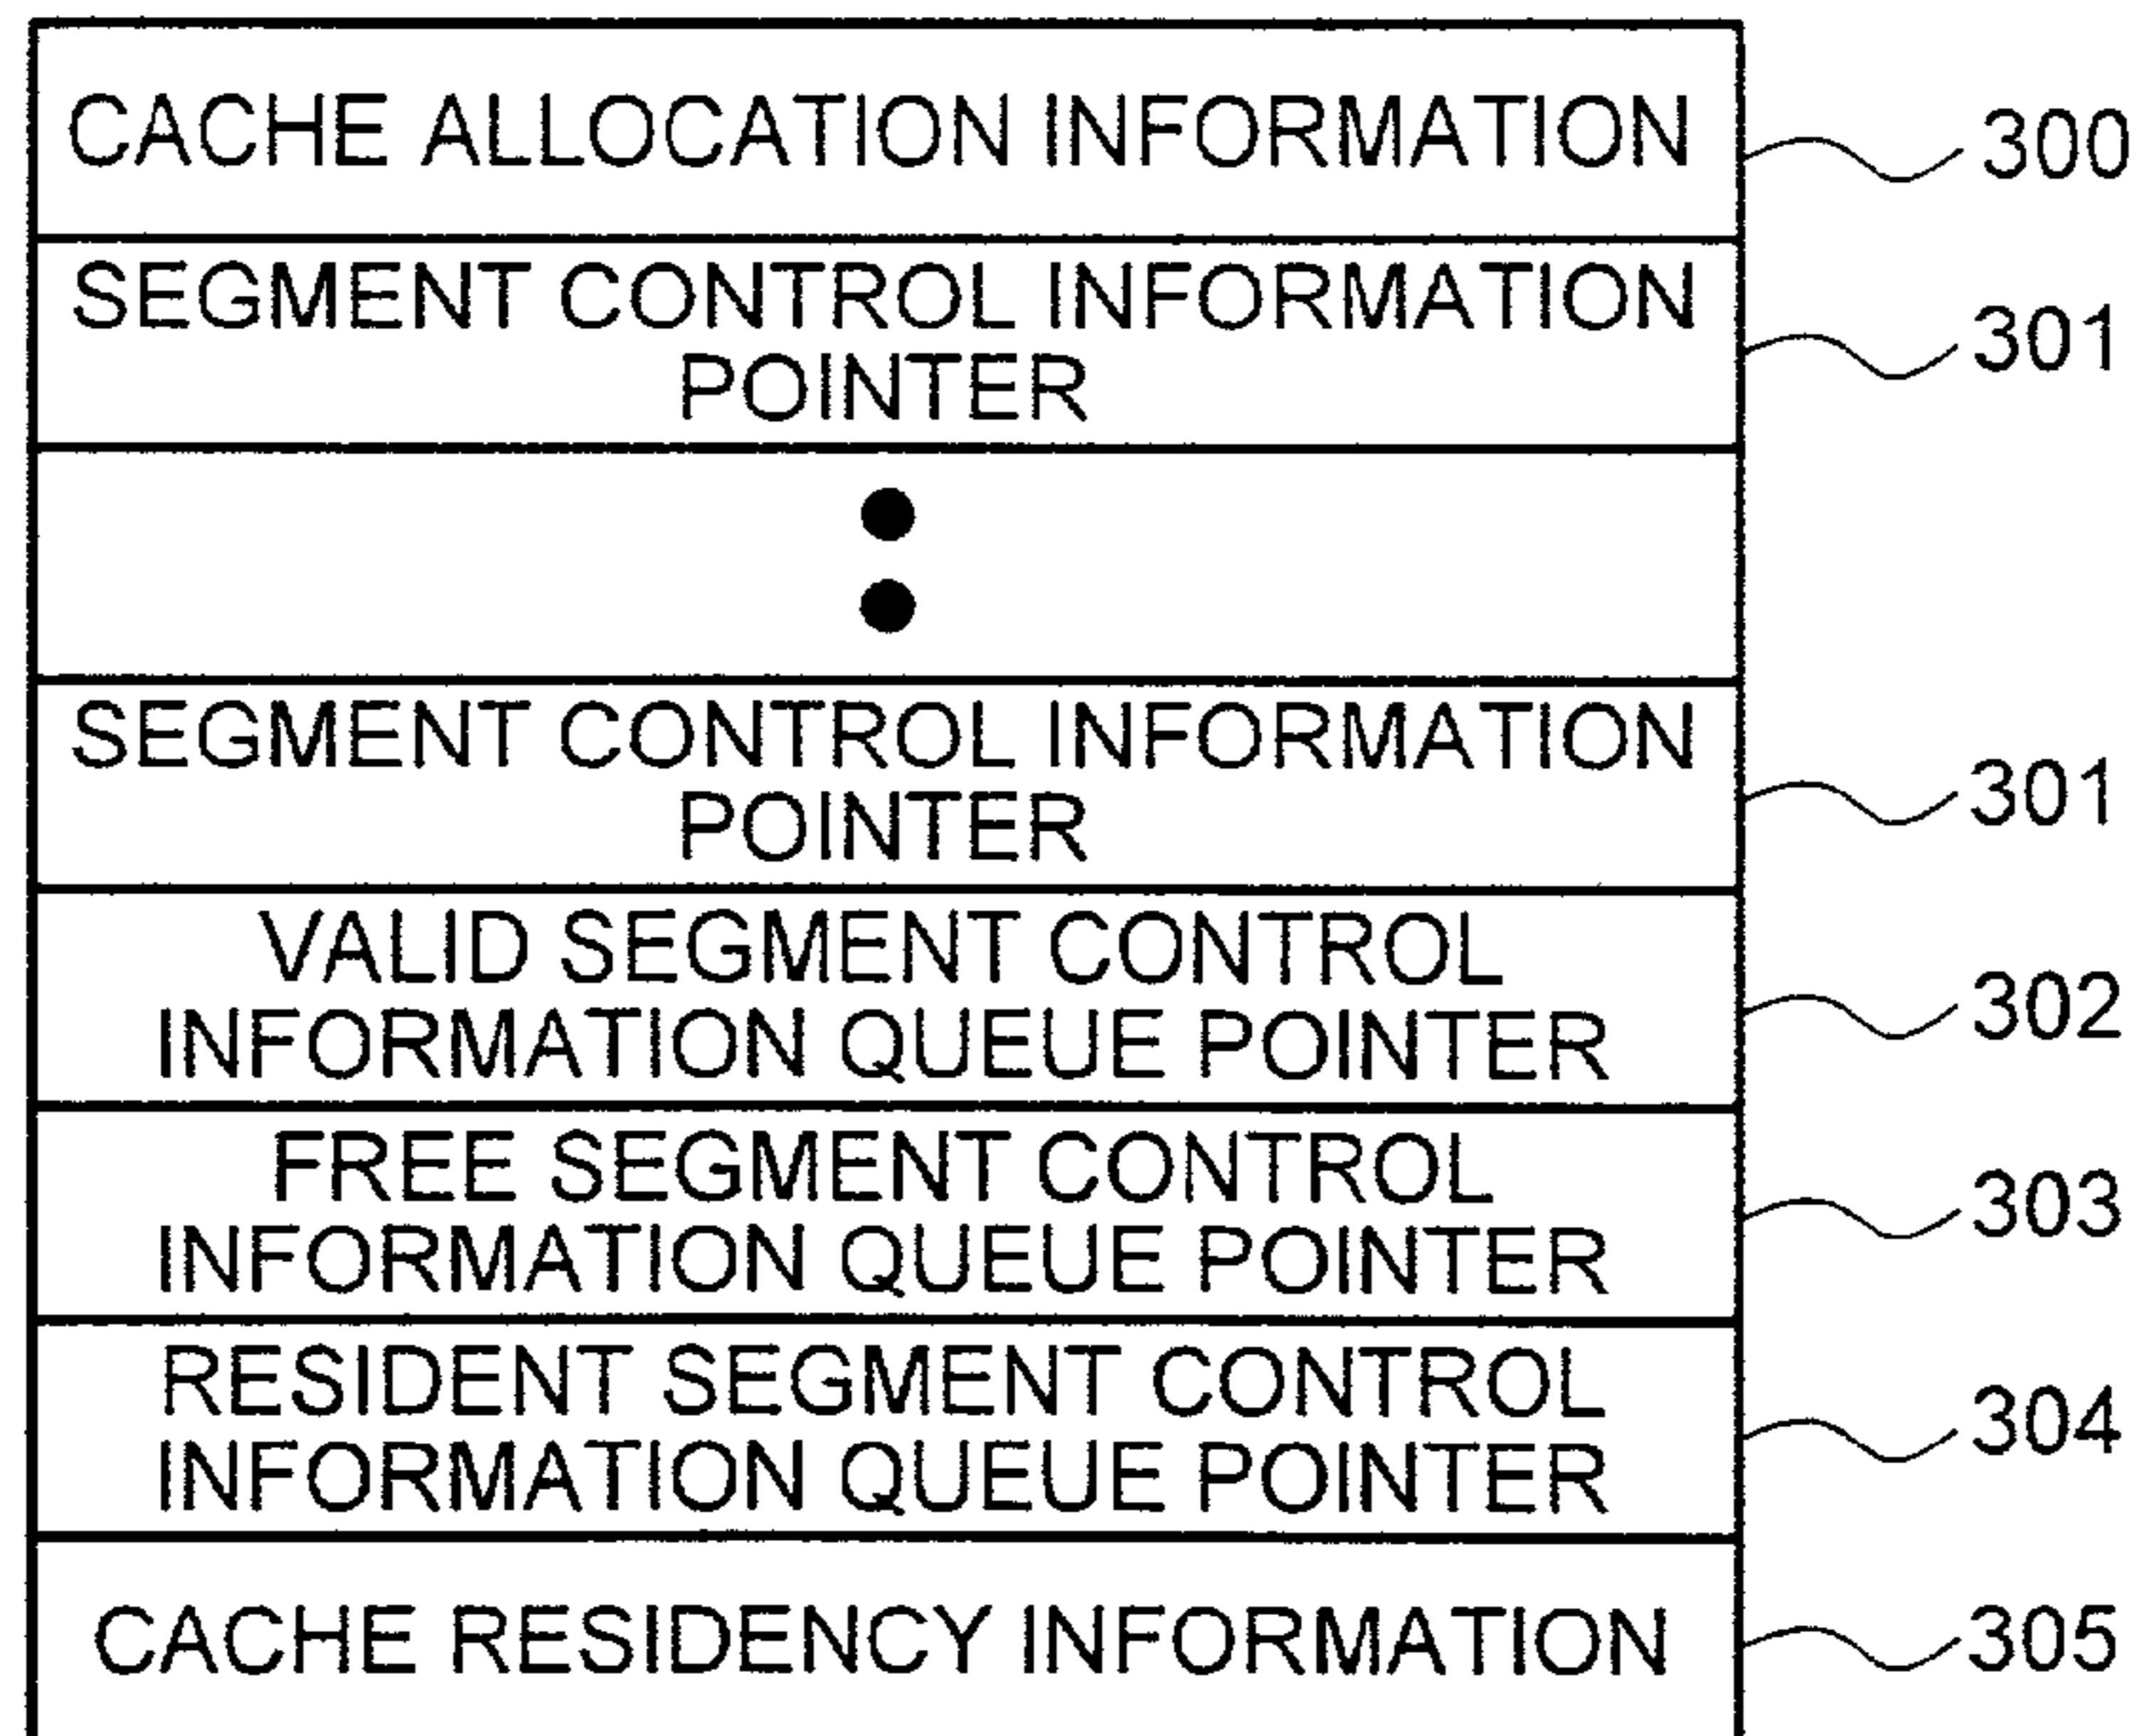 CACHE ALLOCATION INFORMATION 300
SEGMENT CONTROL INFORMATION
POINTER 301
SEGMENT CONTROL INFORMATION
POINTER 301
VALID SEGMENT CONTROL
INFORMATION QUEUE POINTER 302
FREE SEGMENT CONTROL
INFORMATION QUEUE POINTER 303
RESIDENT SEGMENT CONTROL
INFORMATION QUEUE POINTER 304
CACHE RESIDENCY INFORMATION 305